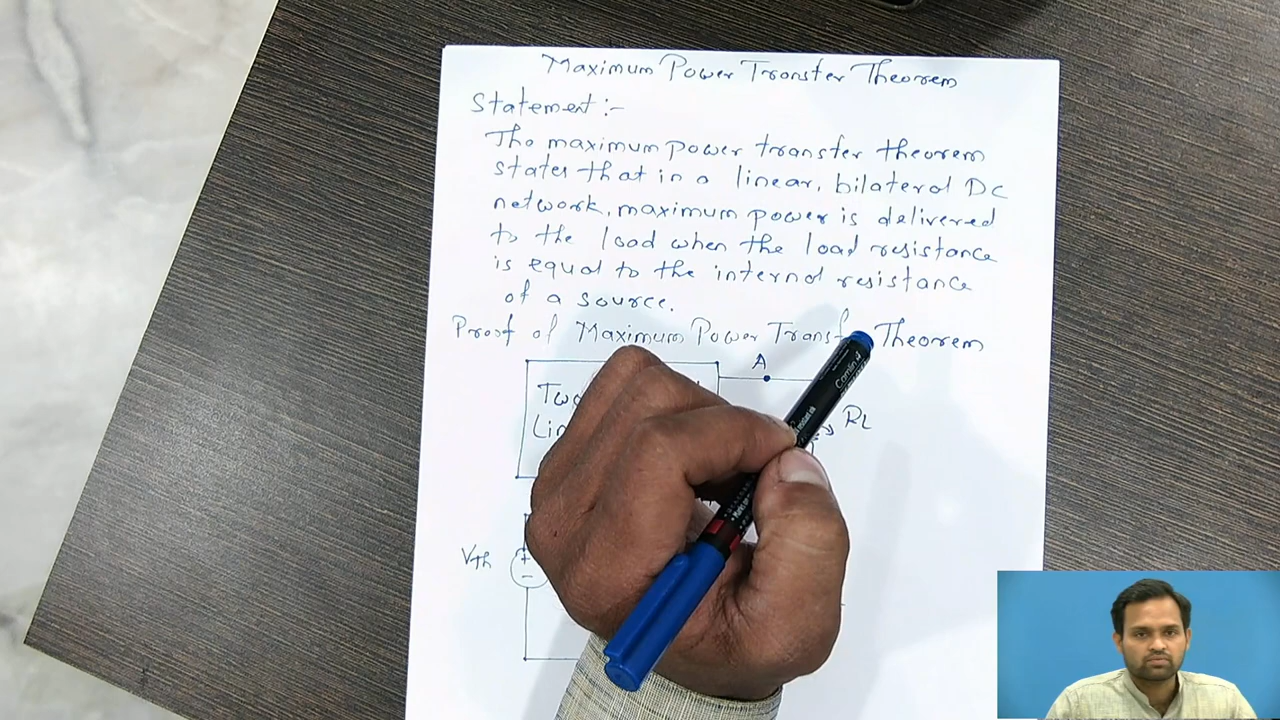 Maximum Power Transfer Theorem
Statement :-
The maximum power transfer theorem
states that in a linear, bilateral DC
network, maximum power is delivered
to the load when the load resistance
is equal to the internal resistance
of a source.
Proof of Maximum Power Theorem
A
RL
VTh
+
-
Camlin